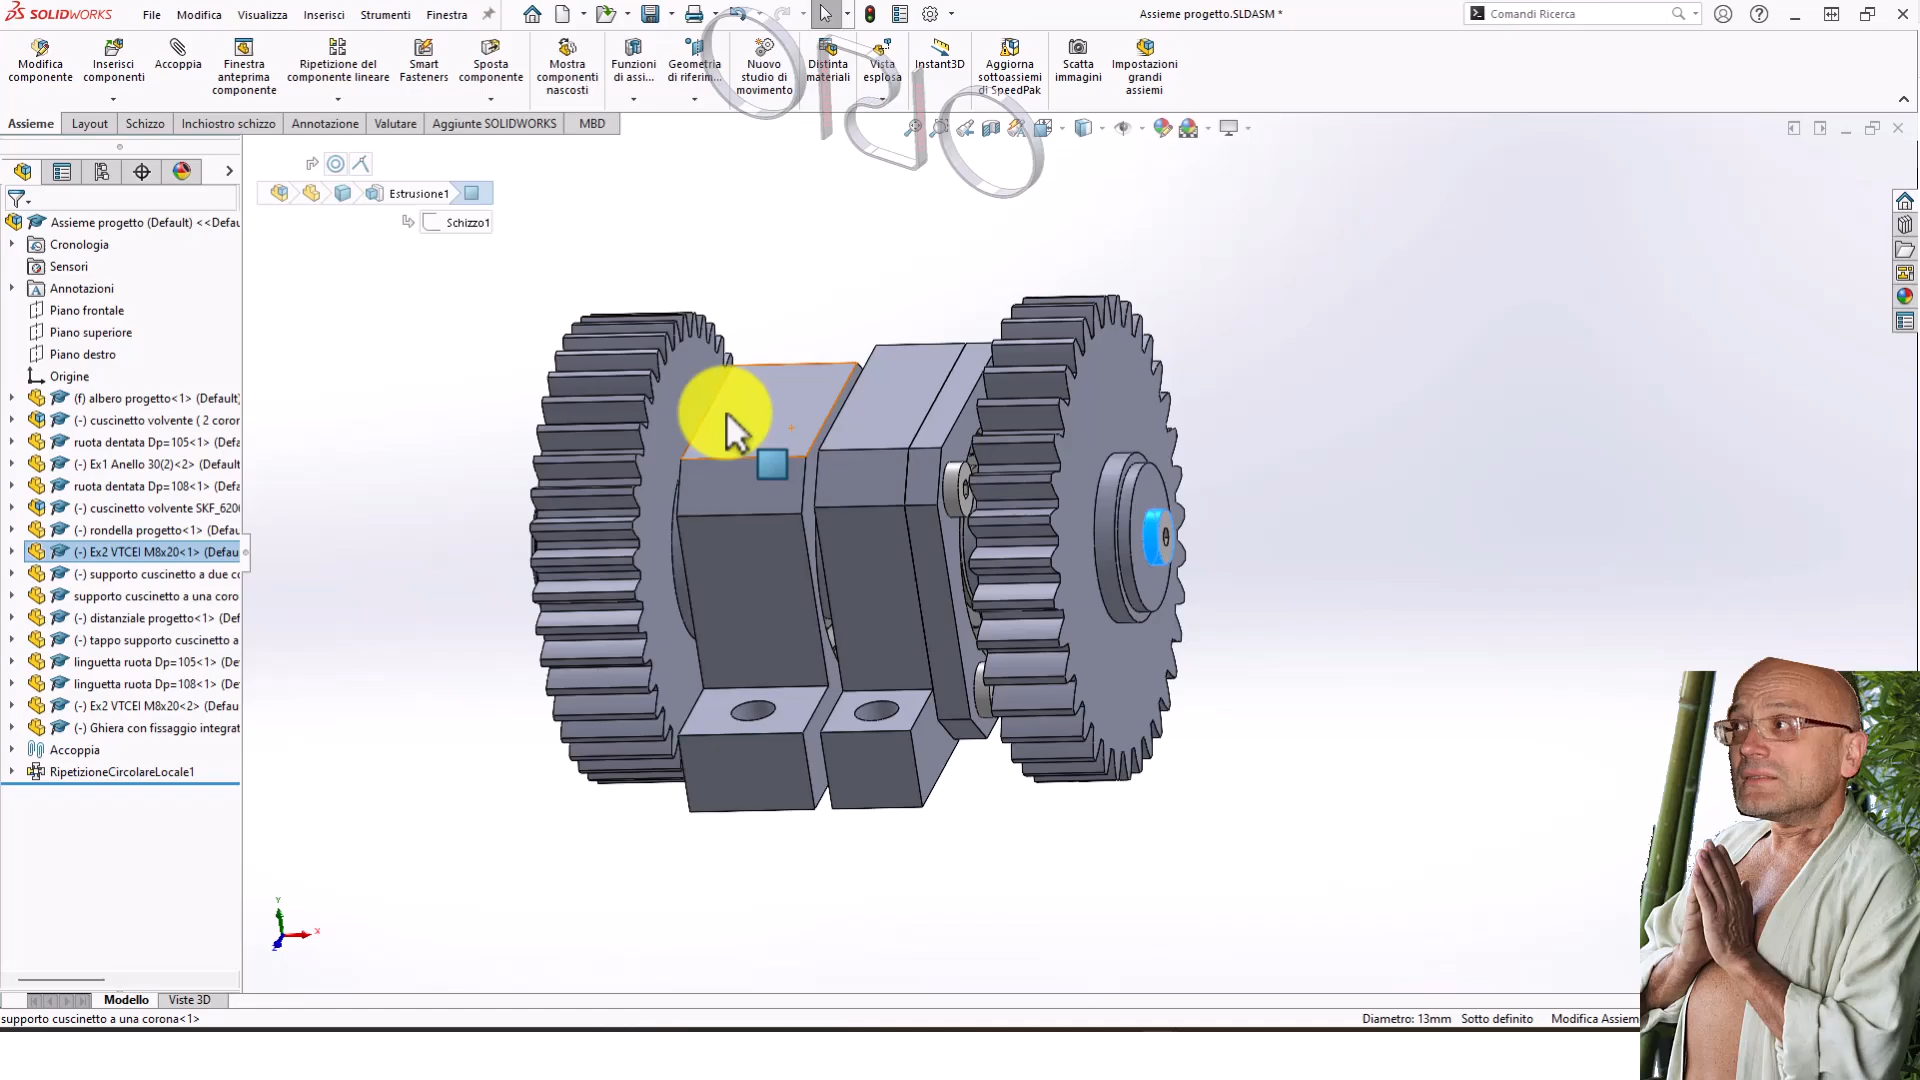 SOLIDWORKS File Modifica Visualizza Inserisci Strumenti Finestra Assieme progetto.SLDASM * Comandi Ricerca
Modifica componente
Inserisci componenti
Accoppia
Finestra anteprima componente
Ripetizione del componente lineare
Smart Fasteners
Sposta componente
Mostra componenti nascosti
Funzioni di assi...
Geometria di riferim...
Nuovo studio di movimento
Distinta materiali
Vista esplosa
Instant3D
Aggiorna sottoassiemi di SpeedPak
Scatta immagini
Impostazioni grandi assiemi
OISIO
Assieme Layout Schizzo Inchiostro schizzo Annotazione Valutare Aggiunte SOLIDWORKS MBD
Estrusione1
Schizzo1
Assieme progetto (Default) <<Defau
Cronologia
Sensori
Annotazioni
Piano frontale
Piano superiore
Piano destro
Origine
(f) albero progetto<1> (Default)
(-) cuscinetto volvente ( 2 coror
ruota dentata Dp=105<1> (Defa
(-) Ex1 Anello 30(2)<2> (Default
ruota dentata Dp=108<1> (Defa
(-) cuscinetto volvente SKF_620
(-) rondella progetto<1> (Defau
(-) Ex2 VTCEI M8x20<1> (Defau
(-) supporto cuscinetto a due co
supporto cuscinetto a una coro
(-) distanziale progetto<1> (Def
(-) tappo supporto cuscinetto a
linguetta ruota Dp=105<1> (De
linguetta ruota Dp=108<1> (De
(-) Ex2 VTCEI M8x20<2> (Defau
(-) Ghiera con fissaggio integrat
Accoppia
RipetizioneCircolareLocale1
Y
X
Z
Modello Viste 3D
supporto cuscinetto a una corona<1> Diametro: 13mm Sotto definito Modifica Assiem